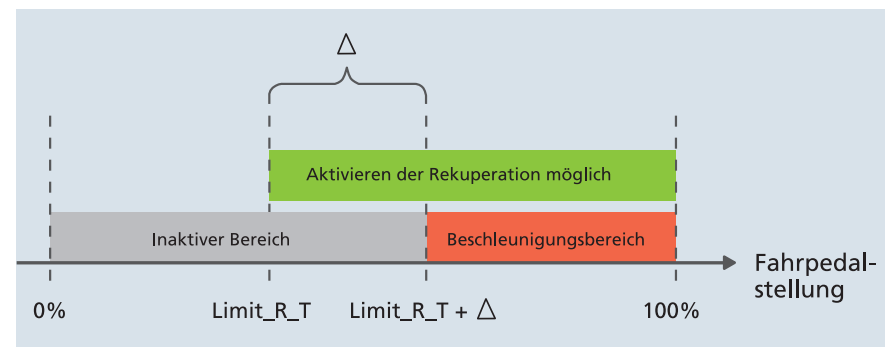 Δ
Aktivieren der Rekuperation möglich
Inaktiver Bereich
Beschleunigungsbereich
Fahrpedal-
stellung
0%
Limit_R_T
Limit_R_T + Δ
100%